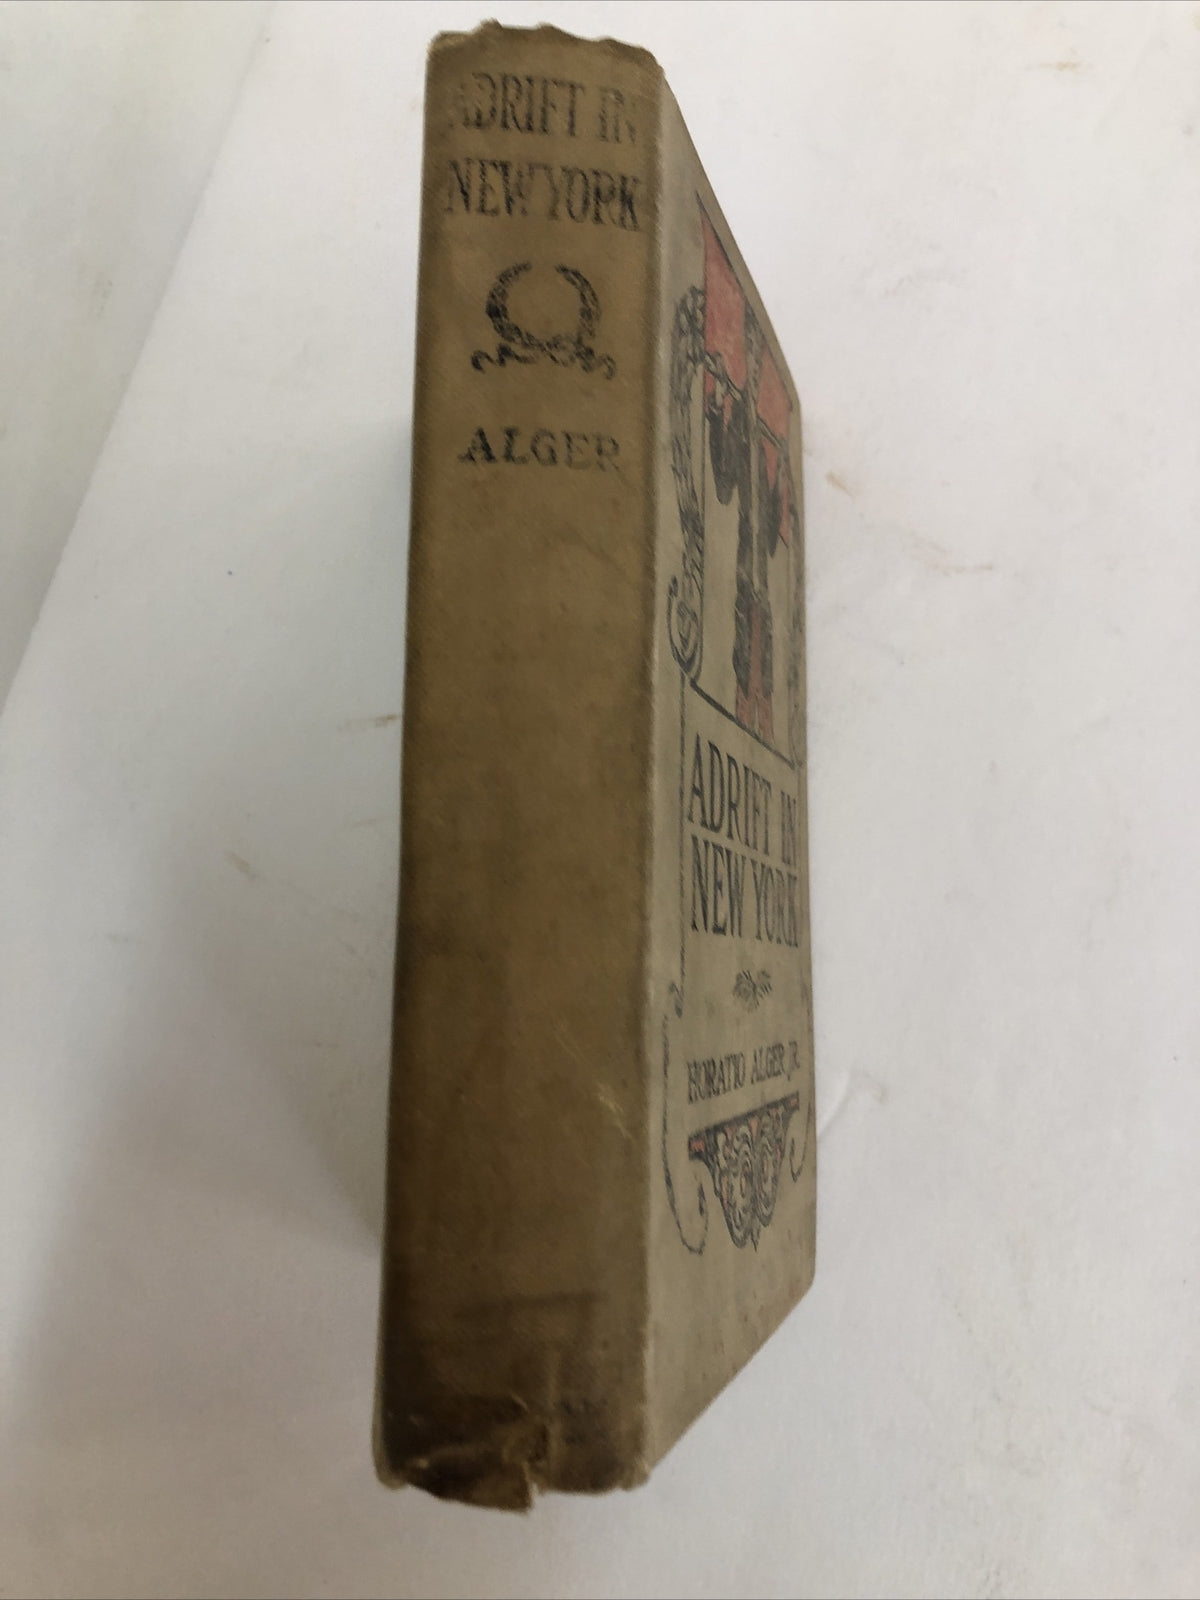 ADRIFT IN
NEW YORK
ALGER
ADRIFT IN
NEW YORK
HORATIO ALGER JR.